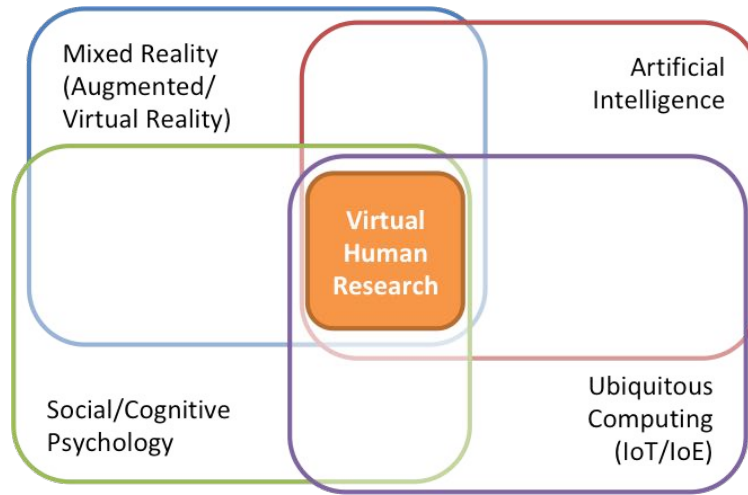 Mixed Reality
(Augmented/
Virtual Reality)
Artificial
Intelligence
Virtual
Human
Research
Social/Cognitive
Psychology
Ubiquitous
Computing
(IoT/IoE)